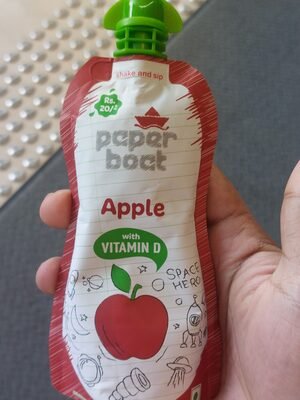 shake and sip
Rs.
20/-
paper
boat
Apple
with
VITAMIN D
SPACE
HERO